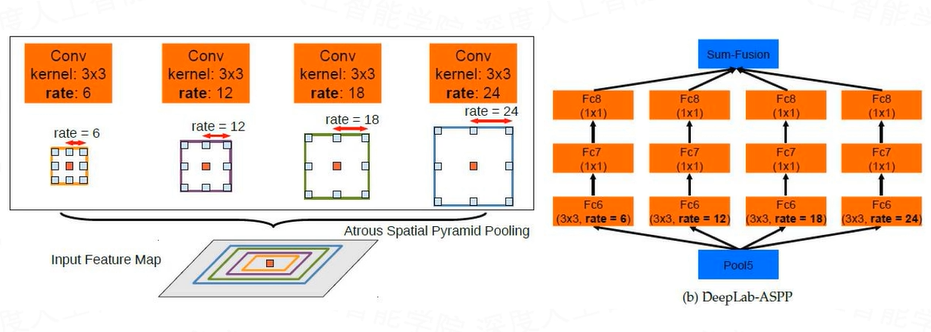 Conv
kernel: 3x3
rate: 6
Conv
kernel: 3x3
rate: 12
Conv
kernel: 3x3
rate: 18
Conv
kernel: 3x3
rate: 24
rate = 6
rate = 12
rate = 18
rate = 24
Atrous Spatial Pyramid Pooling
Input Feature Map
Sum-Fusion
Fc8
(1x1)
Fc8
(1x1)
Fc8
(1x1)
Fc8
(1x1)
Fc7
(1x1)
Fc7
(1x1)
Fc7
(1x1)
Fc7
(1x1)
Fc6
(3x3, rate = 6)
Fc6
(3x3, rate = 12)
Fc6
(3x3, rate = 18)
Fc6
(3x3, rate = 24)
Pool5
(b) DeepLab-ASPP